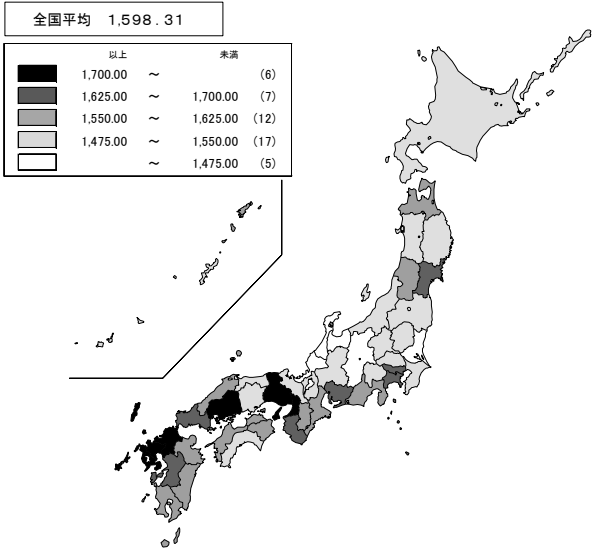 全国平均 1,598.31
以上 未満
1,700.00 ～ (6)
1,625.00 ～ 1,700.00 (7)
1,550.00 ～ 1,625.00 (12)
1,475.00 ～ 1,550.00 (17)
～ 1,475.00 (5)